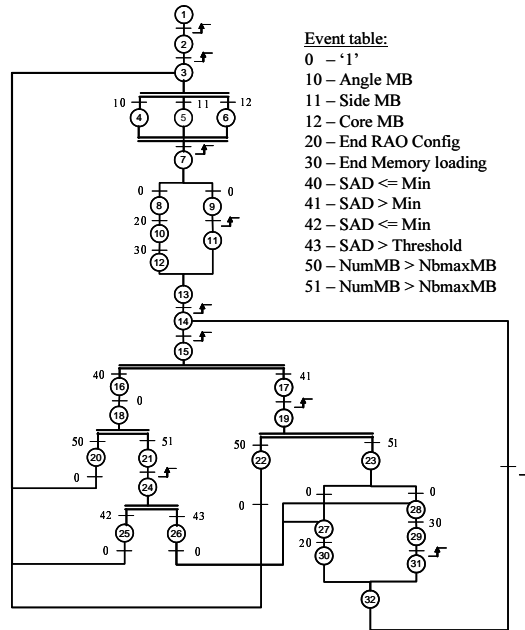 1
2
3
Event table:
0 – ‘1’
10 – Angle MB
11 – Side MB
12 – Core MB
20 – End RAO Config
30 – End Memory loading
40 – SAD <= Min
41 – SAD > Min
42 – SAD <= Min
43 – SAD > Threshold
50 – NumMB > NbmaxMB
51 – NumMB > NbmaxMB
10 11 12
4 5 6
7
0 0
8 9
20
10 11
30
12
13
14
15
40 41
16 17
0
18 19
50 51 50 51
20 21 22 23
0
24
0 0 0
28
42 43
25 26 27
30
29
20
0 0 30 31
32